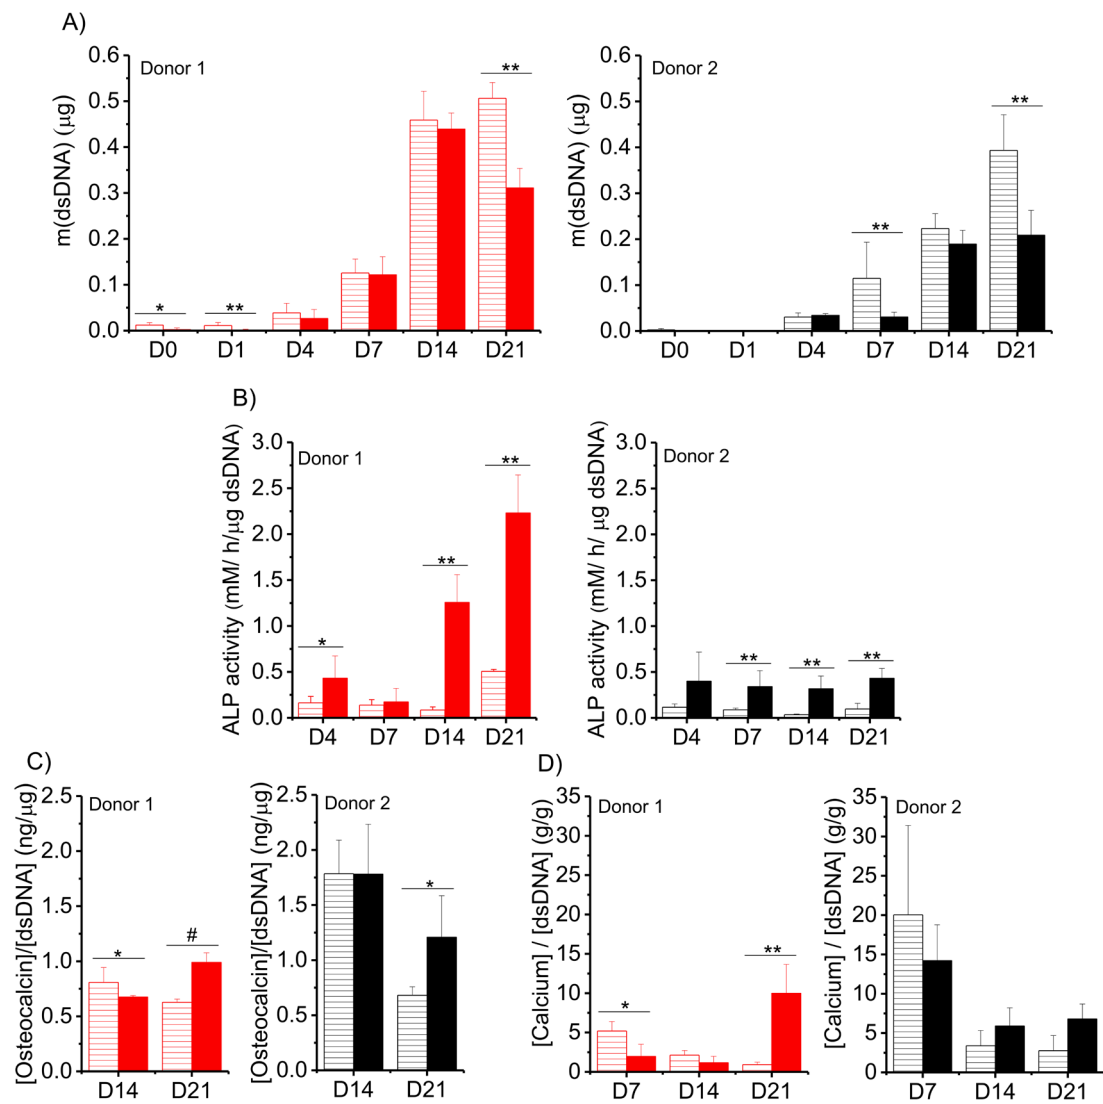 A)
m(dsDNA) (μg)
0.6
0.5
0.4
0.3
0.2
0.1
0.0
Donor 1
*
**
**
D0 D1 D4 D7 D14 D21
m(dsDNA) (μg)
0.6
0.5
0.4
0.3
0.2
0.1
0.0
Donor 2
**
**
D0 D1 D4 D7 D14 D21
B)
ALP activity (mM/ h/μg dsDNA)
3.0
2.5
2.0
1.5
1.0
0.5
0.0
Donor 1
*
**
**
D4 D7 D14 D21
ALP activity (mM/ h/ μg dsDNA)
3.0
2.5
2.0
1.5
1.0
0.5
0.0
Donor 2
** ** **
D4 D7 D14 D21
C)
[Osteocalcin]/[dsDNA] (ng/μg)
2.5
2.0
1.5
1.0
0.5
0.0
Donor 1
*
#
D14 D21
[Osteocalcin]/[dsDNA] (ng/μg)
2.5
2.0
1.5
1.0
0.5
0.0
Donor 2
*
D14 D21
D)
[Calcium] / [dsDNA] (g/g)
35
30
25
20
15
10
5
0
Donor 1
*
**
D7 D14 D21
[Calcium] / [dsDNA] (g/g)
35
30
25
20
15
10
5
0
Donor 2
D7 D14 D21